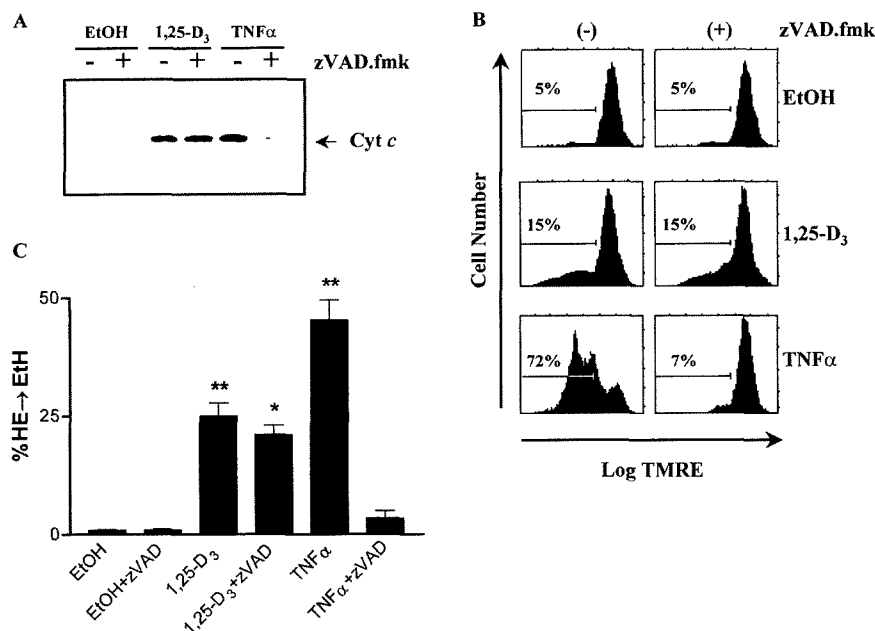 A
EtOH 1,25-D₃ TNFα
- + - + - + zVAD.fmk
← Cyt c
B
(-) (+) zVAD.fmk
5% 5% EtOH
15% 15% 1,25-D₃
72% 7% TNFα
Cell Number
Log TMRE
C
%HE→ EtH
50
25
0
** * **
EtOH
EtOH+zVAD
1,25-D₃
1,25-D₃+zVAD
TNFα
TNFα+zVAD